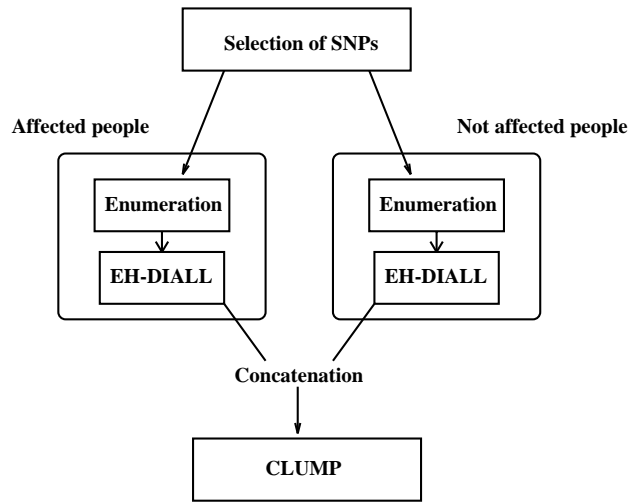 Selection of SNPs
Affected people
Not affected people
Enumeration
Enumeration
EH-DIALL
EH-DIALL
Concatenation
CLUMP